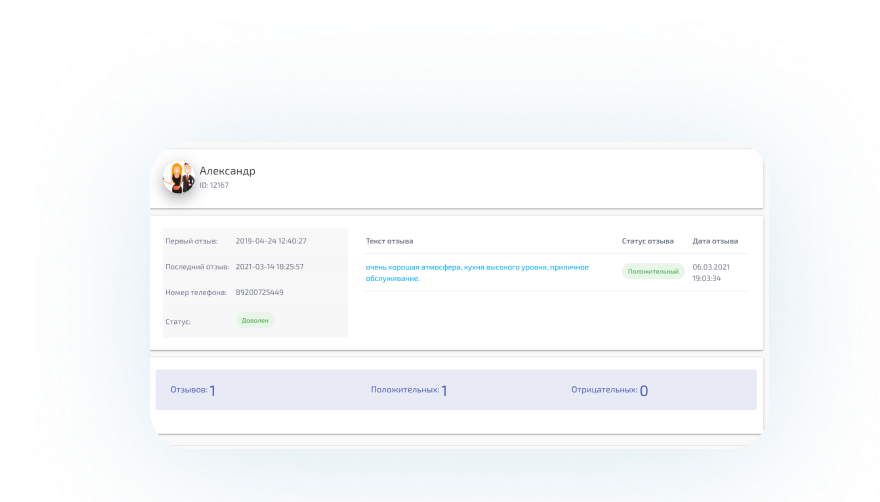 Александр
ID: 12167
Первый отзыв: 2019-04-24 12:40:27
Последний отзыв: 2021-03-14 18:25:57
Номер телефона: 89200725449
Статус: Доволен
Текст отзыва Статус отзыва Дата отзыва
очень хорошая атмосфера, кухня высокого уровня, приличное
обслуживание.
Положительный
06.03.2021
19:03:34
Отзывов: 1 Положительных: 1 Отрицательных: 0